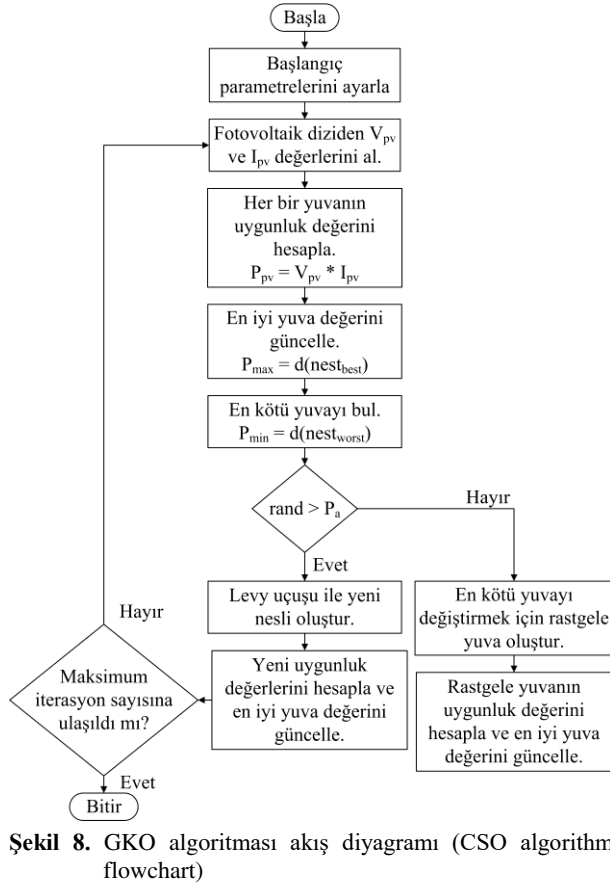 Başla
Başlangıç
parametrelerini ayarla
Fotovoltaik diziden Vpv
ve Ipv değerlerini al.
Her bir yuvanın
uygunluk değerini
hesapla.
Ppv = Vpv * Ipv
En iyi yuva değerini
güncelle.
Pmax = d(nestbest)
En kötü yuvayı bul.
Pmin = d(nestworst)
rand > Pa
Hayır
Evet
Levy uçuşu ile yeni
nesli oluştur.
En kötü yuvayı
değiştirmek için rastgele
yuva oluştur.
Yeni uygunluk
değerlerini hesapla ve
en iyi yuva değerini
güncelle.
Rastgele yuvanın
uygunluk değerini
hesapla ve en iyi yuva
değerini güncelle.
Hayır
Maksimum
iterasyon sayısına
ulaşıldı mı?
Evet
Bitir
Şekil 8. GKO algoritması akış diyagramı (CSO algorithm
flowchart)